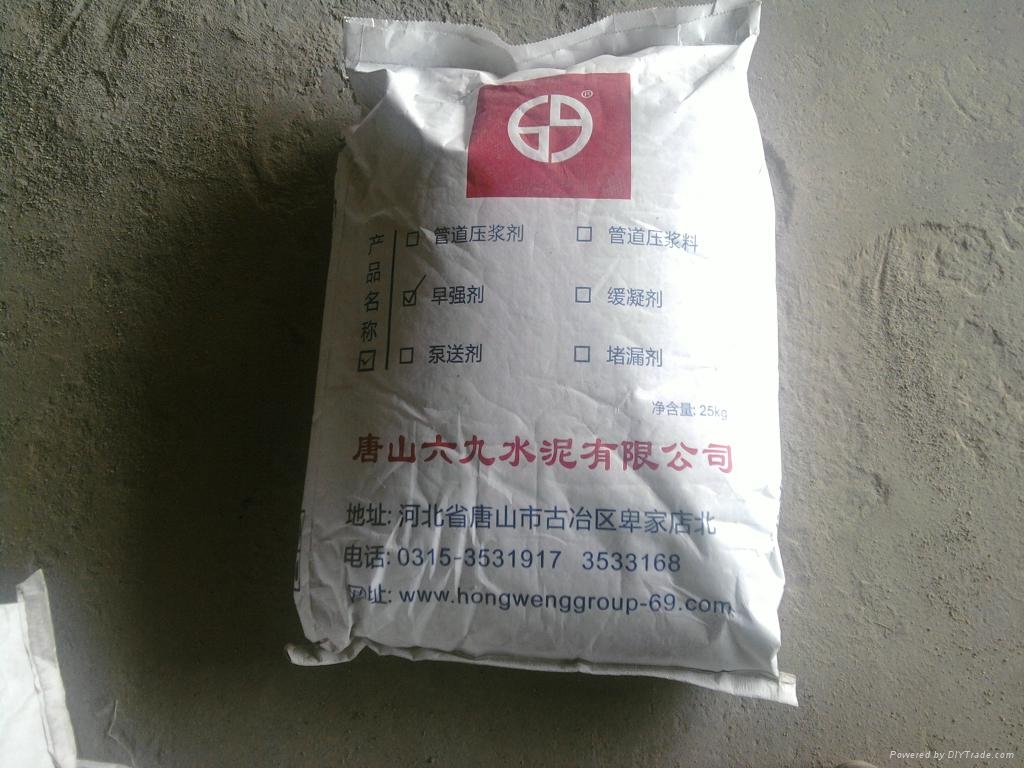 69®
产品名称 ☑
☐ 管道压浆剂 ☐ 管道压浆料
☑ 早强剂 ☐ 缓凝剂
☐ 泵送剂 ☐ 堵漏剂
净含量: 25kg
唐山六九水泥有限公司
地址: 河北省唐山市古冶区卑家店北
电话: 0315-3531917 3533168
网址: www.hongwenggroup-69.com
Powered by DIYTrade.com